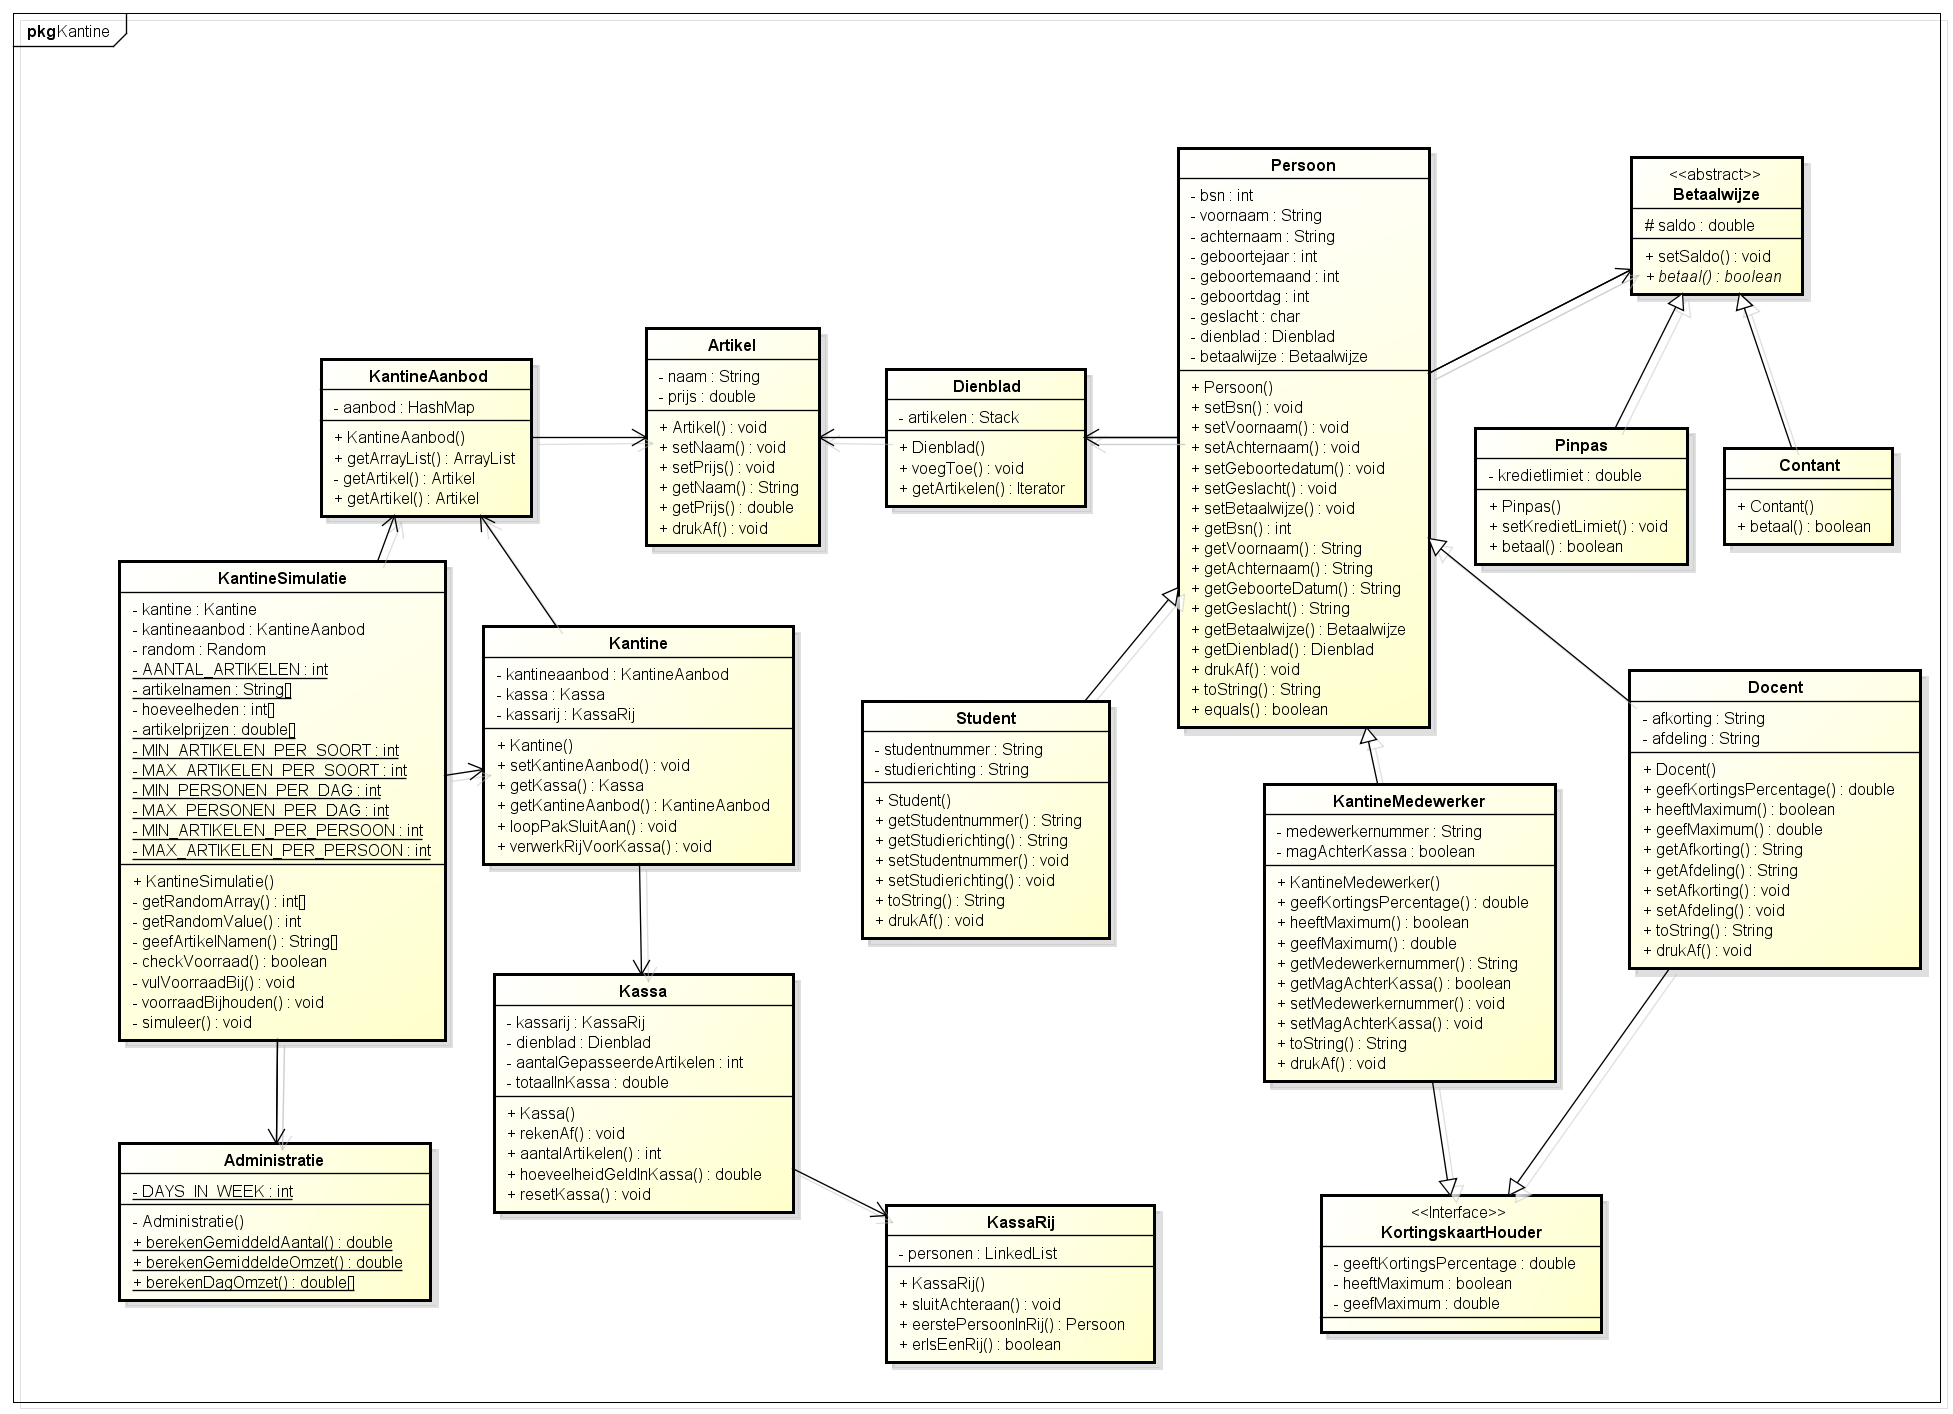 pkgKantine
KantineAanbod
- aanbod : HashMap
+ KantineAanbod()
+ getArrayList() : ArrayList
- getArtikel() : Artikel
+ getArtikel() : Artikel
Artikel
- naam : String
- prijs : double
+ Artikel() : void
+ setNaam() : void
+ setPrijs() : void
+ getNaam() : String
+ getPrijs() : double
+ drukAf() : void
Dienblad
- artikelen : Stack
+ Dienblad()
+ voegToe() : void
+ getArtikelen() : Iterator
Persoon
- bsn : int
- voornaam : String
- achternaam : String
- geboortejaar : int
- geboortemaand : int
- geboortdag : int
- geslacht : char
- dienblad : Dienblad
- betaalwijze : Betaalwijze
+ Persoon()
+ setBsn() : void
+ setVoornaam() : void
+ setAchternaam() : void
+ setGeboortedatum() : void
+ setGeslacht() : void
+ setBetaalwijze() : void
+ getBsn() : int
+ getVoornaam() : String
+ getAchternaam() : String
+ getGeboorteDatum() : String
+ getGeslacht() : String
+ getBetaalwijze() : Betaalwijze
+ getDienblad() : Dienblad
+ drukAf() : void
+ toString() : String
+ equals() : boolean
<<abstract>>
Betaalwijze
# saldo : double
+ setSaldo() : void
+ betaal() : boolean
Pinpas
- kredietlimiet : double
+ Pinpas()
+ setKredietLimiet() : void
+ betaal() : boolean
Contant
+ Contant()
+ betaal() : boolean
KantineSimulatie
- kantine : Kantine
- kantineaanbod : KantineAanbod
- random : Random
- AANTAL_ARTIKELEN : int
- artikelnamen : String[]
- hoeveelheden : int[]
- artikelprijzen : double[]
- MIN_ARTIKELEN_PER_SOORT : int
- MAX_ARTIKELEN_PER_SOORT : int
- MIN_PERSONEN_PER_DAG : int
- MAX_PERSONEN_PER_DAG : int
- MIN_ARTIKELEN_PER_PERSOON : int
- MAX_ARTIKELEN_PER_PERSOON : int
+ KantineSimulatie()
- getRandomArray() : int[]
- getRandomValue() : int
- geefArtikelNamen() : String[]
- checkVoorraad() : boolean
- vulVoorraadBij() : void
- voorraadBijhouden() : void
- simuleer() : void
Kantine
- kantineaanbod : KantineAanbod
- kassa : Kassa
- kassarij : KassaRij
+ Kantine()
+ setKantineAanbod() : void
+ getKassa() : Kassa
+ getKantineAanbod() : KantineAanbod
+ loopPakSluitAan() : void
+ verwerkRijVoorKassa() : void
Student
- studentnummer : String
- studierichting : String
+ Student()
+ getStudentnummer() : String
+ getStudierichting() : String
+ setStudentnummer() : void
+ setStudierichting() : void
+ toString() : String
+ drukAf() : void
KantineMedewerker
- medewerkernummer : String
- magAchterKassa : boolean
+ KantineMedewerker()
+ geefKortingsPercentage() : double
+ heeftMaximum() : boolean
+ geefMaximum() : double
+ getMedewerkernummer() : String
+ getMagAchterKassa() : boolean
+ setMedewerkernummer() : void
+ setMagAchterKassa() : void
+ toString() : String
+ drukAf() : void
Docent
- afkorting : String
- afdeling : String
+ Docent()
+ geefKortingsPercentage() : double
+ heeftMaximum() : boolean
+ geefMaximum() : double
+ getAfkorting() : String
+ getAfdeling() : String
+ setAfkorting() : void
+ setAfdeling() : void
+ toString() : String
+ drukAf() : void
Kassa
- kassarij : KassaRij
- dienblad : Dienblad
- aantalGepasseerdeArtikelen : int
- totaalInKassa : double
+ Kassa()
+ rekenAf() : void
+ aantalArtikelen() : int
+ hoeveelheidGeldInKassa() : double
+ resetKassa() : void
Administratie
- DAYS_IN_WEEK : int
- Administratie()
+ berekenGemiddeldAantal() : double
+ berekenGemiddeldeOmzet() : double
+ berekenDagOmzet() : double[]
KassaRij
- personen : LinkedList
+ KassaRij()
+ sluitAchteraan() : void
+ eerstePersoonInRij() : Persoon
+ erIsEenRij() : boolean
<<Interface>>
KortingskaartHouder
- geeftKortingsPercentage : double
- heeftMaximum : boolean
- geefMaximum : double